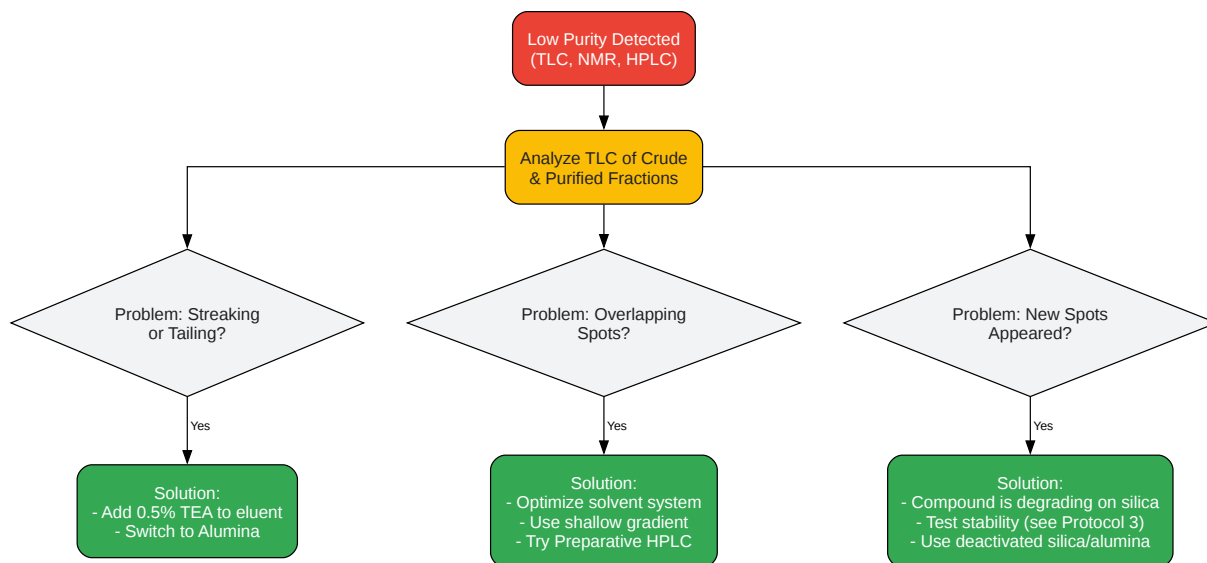 Low Purity Detected
(TLC, NMR, HPLC)
Analyze TLC of Crude
& Purified Fractions
Problem: Streaking
or Tailing?
Problem: Overlapping
Spots?
Problem: New Spots
Appeared?
Yes
Yes
Yes
Solution:
- Add 0.5% TEA to eluent
- Switch to Alumina
Solution:
- Optimize solvent system
- Use shallow gradient
- Try Preparative HPLC
Solution:
- Compound is degrading on silica
- Test stability (see Protocol 3)
- Use deactivated silica/alumina